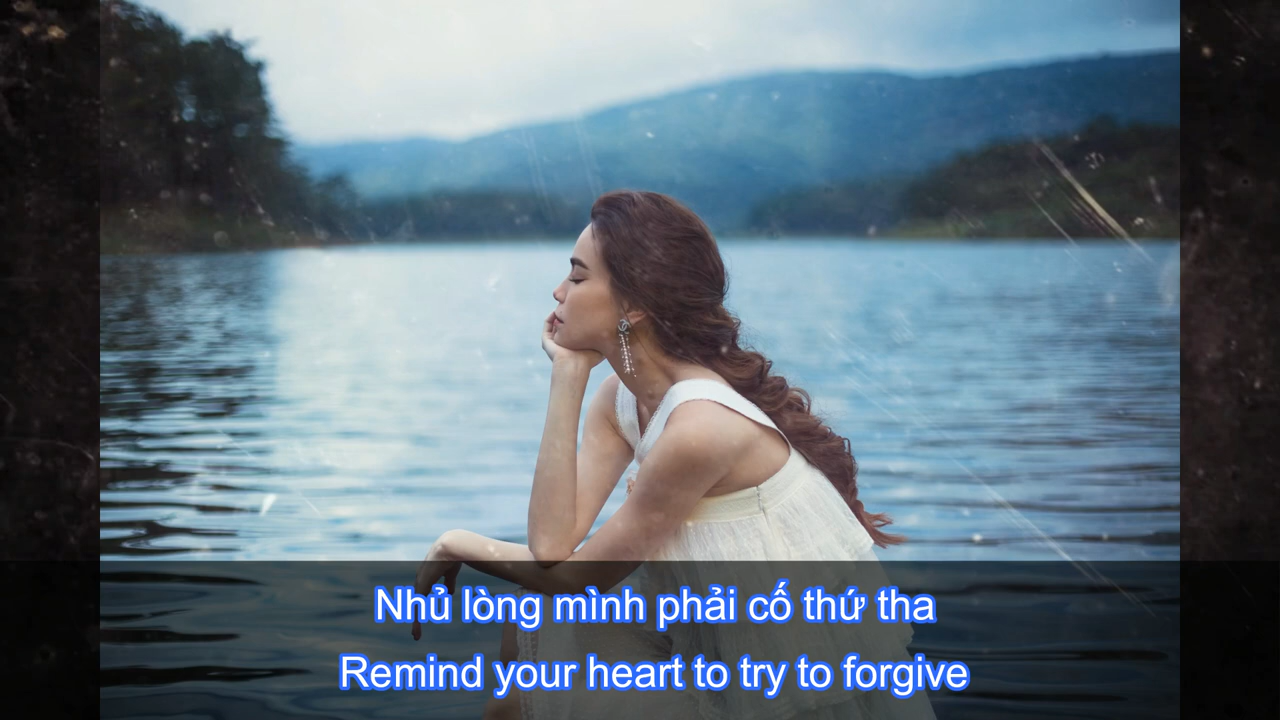 Nhủ lòng mình phải cố thứ tha
Remind your heart to try to forgive